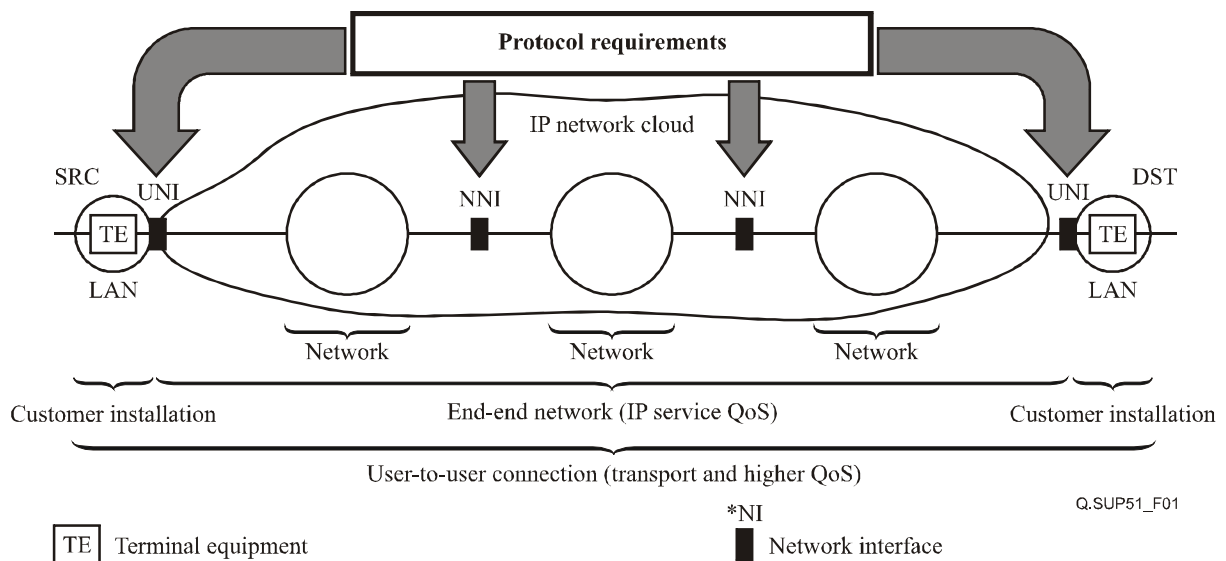 Protocol requirements
IP network cloud
SRC
UNI
NNI
NNI
UNI
DST
TE
TE
LAN
LAN
Network
Network
Network
Customer installation
End-end network (IP service QoS)
Customer installation
User-to-user connection (transport and higher QoS)
Q.SUP51_F01
TE
Terminal equipment
*NI
Network interface